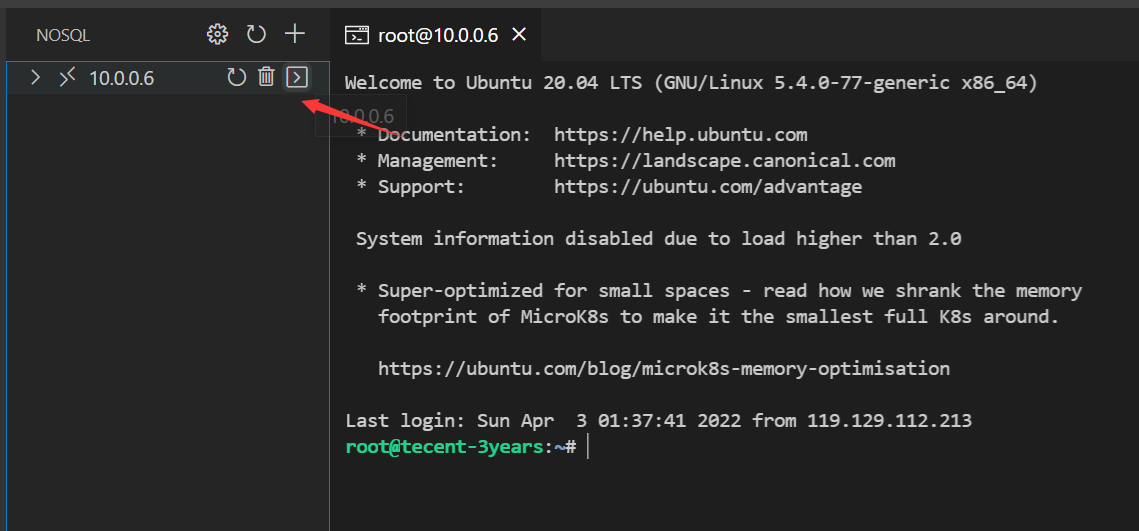 NOSQL
root@10.0.0.6
10.0.0.6
10.0.0.6
Welcome to Ubuntu 20.04 LTS (GNU/Linux 5.4.0-77-generic x86_64)
* Documentation:  https://help.ubuntu.com
* Management:     https://landscape.canonical.com
* Support:        https://ubuntu.com/advantage
System information disabled due to load higher than 2.0
* Super-optimized for small spaces - read how we shrank the memory
footprint of MicroK8s to make it the smallest full K8s around.
https://ubuntu.com/blog/microk8s-memory-optimisation
Last login: Sun Apr  3 01:37:41 2022 from 119.129.112.213
root@tecent-3years:~#